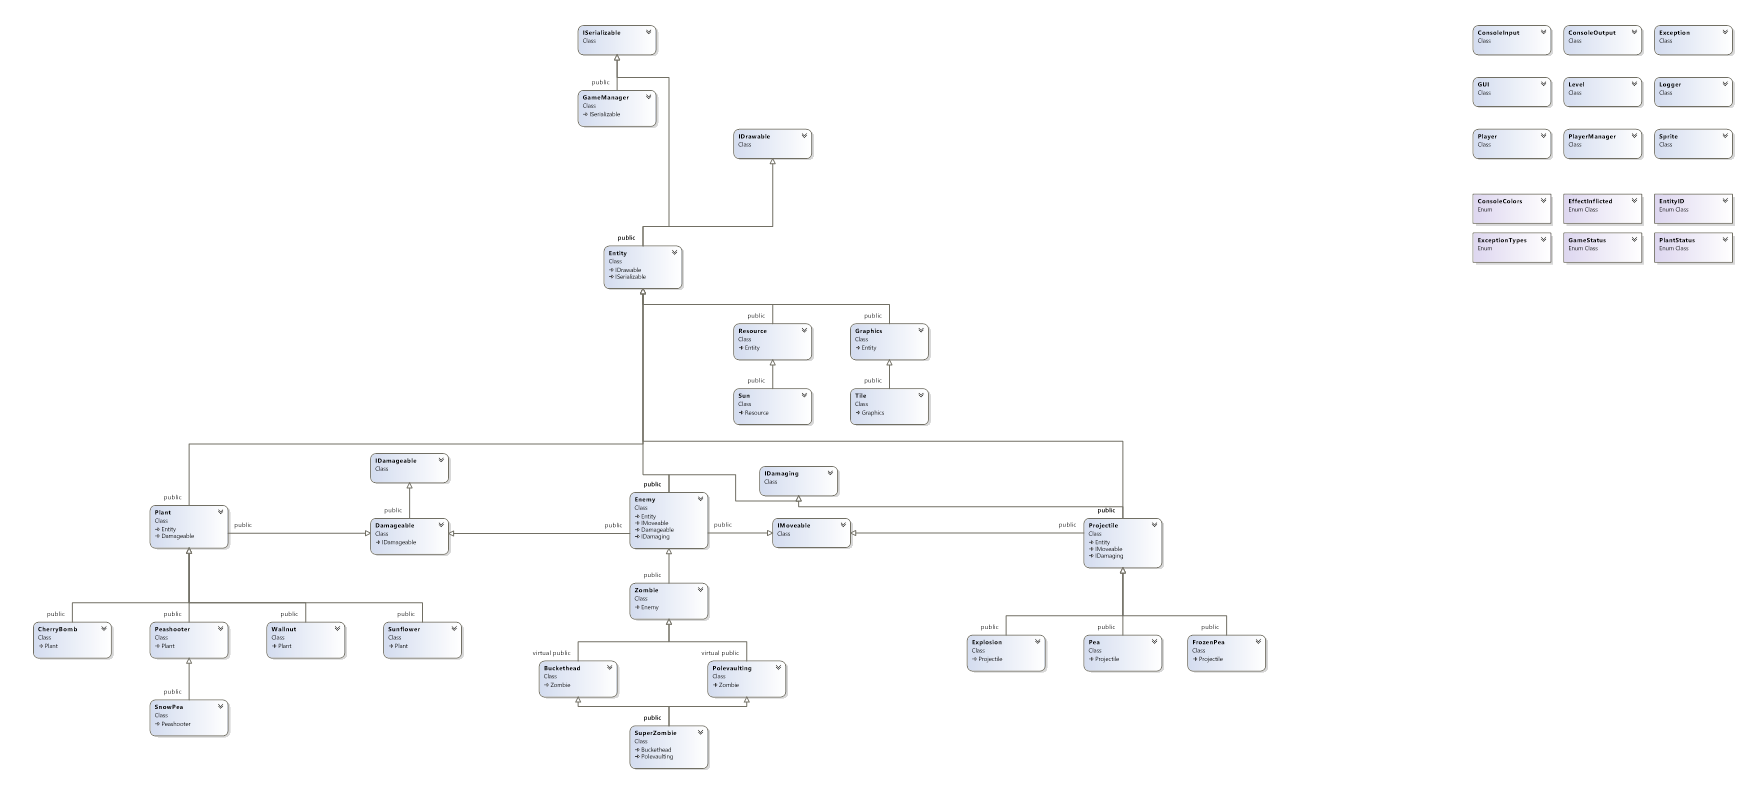 ISerializable
Class
public
GameManager
Class
ISerializable
IDrawable
Class
public
Entity
Class
IDrawable
ISerializable
public
Resource
Class
Entity
public
Graphics
Class
Entity
public
Sun
Class
Resource
public
Tile
Class
Graphics
IDamageable
Class
IDamaging
Class
public
Plant
Class
Entity
Damageable
public
public
Damageable
Class
IDamageable
public
public
Enemy
Class
Entity
IMoveable
Damageable
IDamaging
public
IMoveable
Class
public
public
Projectile
Class
Entity
IMoveable
IDamaging
public
Zombie
Class
Enemy
public
CherryBomb
Class
Plant
public
Peashooter
Class
Plant
public
Wallnut
Class
Plant
public
Sunflower
Class
Plant
public
Explosion
Class
Projectile
public
Pea
Class
Projectile
public
FrozenPea
Class
Projectile
virtual public
Buckethead
Class
Zombie
virtual public
Polevaulting
Class
Zombie
public
SnowPea
Class
Peashooter
public
SuperZombie
Class
Buckethead
Polevaulting
ConsoleInput
Class
ConsoleOutput
Class
Exception
Class
GUI
Class
Level
Class
Logger
Class
Player
Class
PlayerManager
Class
Sprite
Class
ConsoleColors
Enum
EffectInflicted
Enum Class
EntityID
Enum Class
ExceptionTypes
Enum
GameStatus
Enum Class
PlantStatus
Enum Class